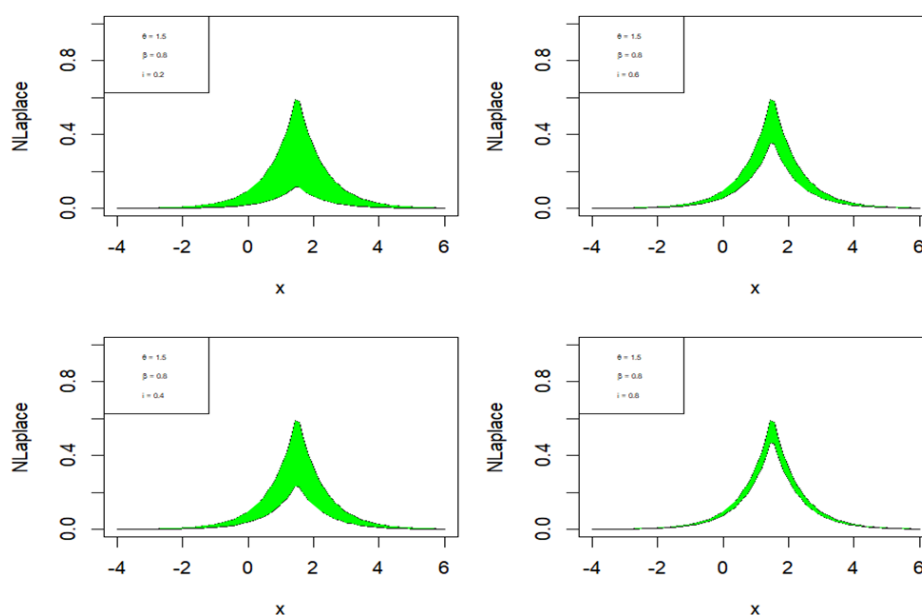 θ = 1.5
β = 0.8
i = 0.2
NLaplace
0.0 0.4 0.8
-4 -2 0 2 4 6
x
θ = 1.5
β = 0.8
i = 0.6
NLaplace
0.0 0.4 0.8
-4 -2 0 2 4 6
x
θ = 1.5
β = 0.8
i = 0.4
NLaplace
0.0 0.4 0.8
-4 -2 0 2 4 6
x
θ = 1.5
β = 0.8
i = 0.8
NLaplace
0.0 0.4 0.8
-4 -2 0 2 4 6
x